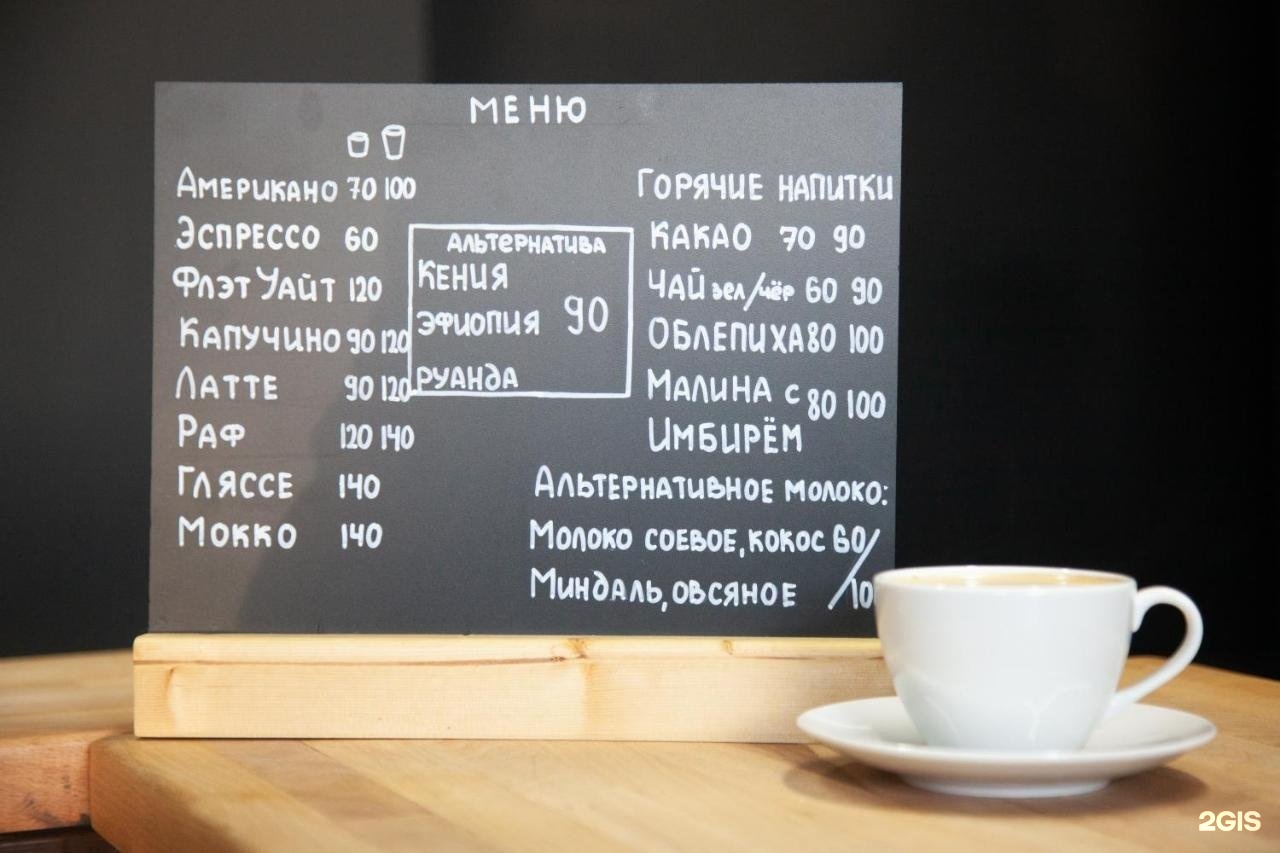 МЕНЮ
Американо 70 100
Эспрессо 60
Флэт Уайт 120
Капучино 90 120
Латте 90 120
Раф 120 140
Глясе 140
Мокко 140
Альтернатива
Кения
Эфиопия 90
Руанда
Горячие напитки
Какао 70 90
Чай зел/чёр 60 90
Облепиха 80 100
Малина с 80 100
Имбирём
Альтернативное молоко:
Молоко соевое, кокос 60/
Миндаль, овсяное
2GIS